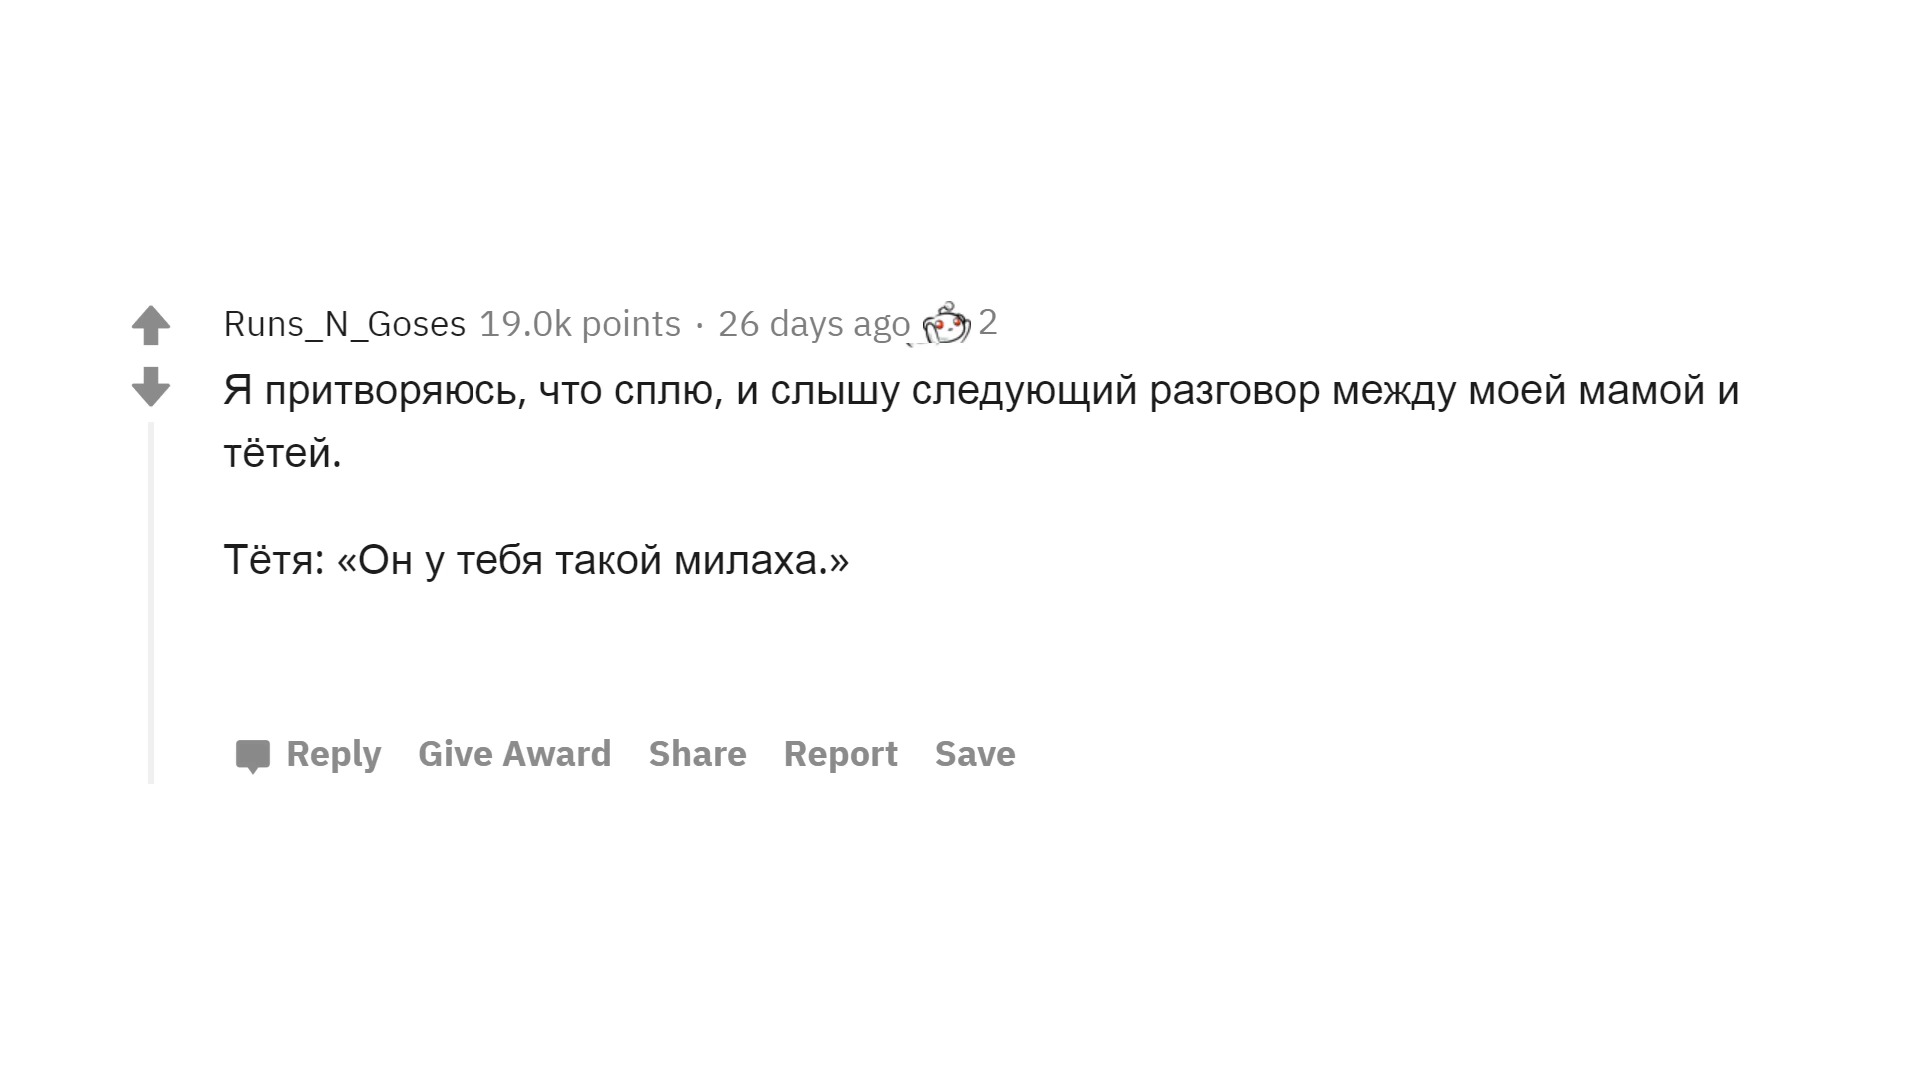 Runs_N_Goses 19.0k points · 26 days ago 2
Я притворяюсь, что сплю, и слышу следующий разговор между моей мамой и
тётей.
Тётя: «Он у тебя такой милаха.»
Reply Give Award Share Report Save